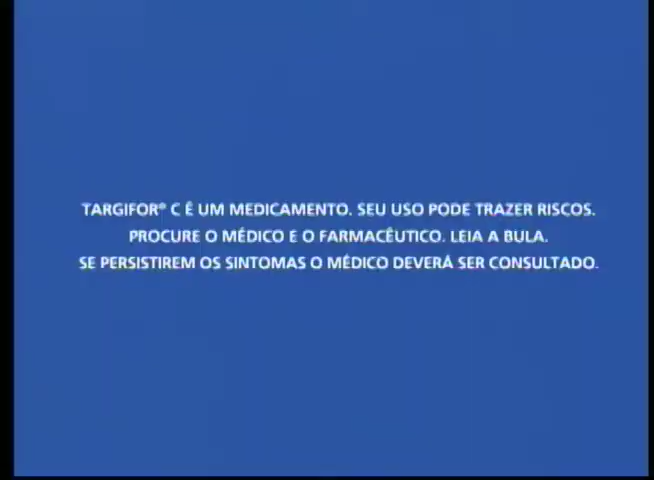 TARGIFOR® C É UM MEDICAMENTO. SEU USO PODE TRAZER RISCOS.
PROCURE O MÉDICO E O FARMACÊUTICO. LEIA A BULA.
SE PERSISTIREM OS SINTOMAS O MÉDICO DEVERÁ SER CONSULTADO.